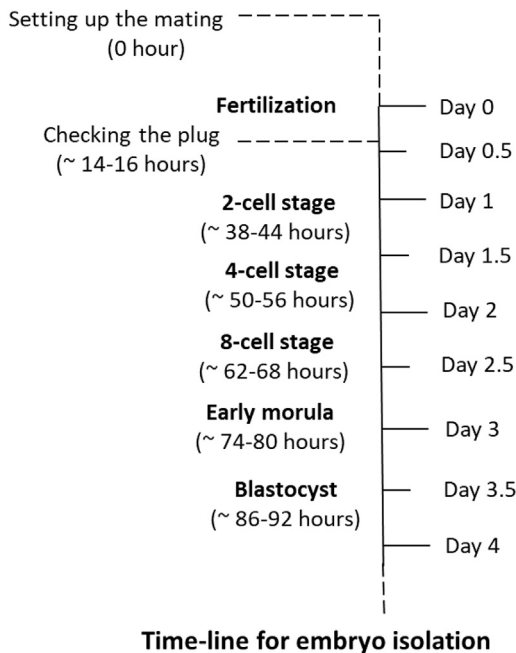 Setting up the mating
(0 hour)
Fertilization
Day 0
Checking the plug
(~ 14-16 hours)
Day 0.5
2-cell stage
(~ 38-44 hours)
Day 1
4-cell stage
(~ 50-56 hours)
Day 1.5
Day 2
8-cell stage
(~ 62-68 hours)
Day 2.5
Early morula
(~ 74-80 hours)
Day 3
Blastocyst
(~ 86-92 hours)
Day 3.5
Day 4
Time-line for embryo isolation